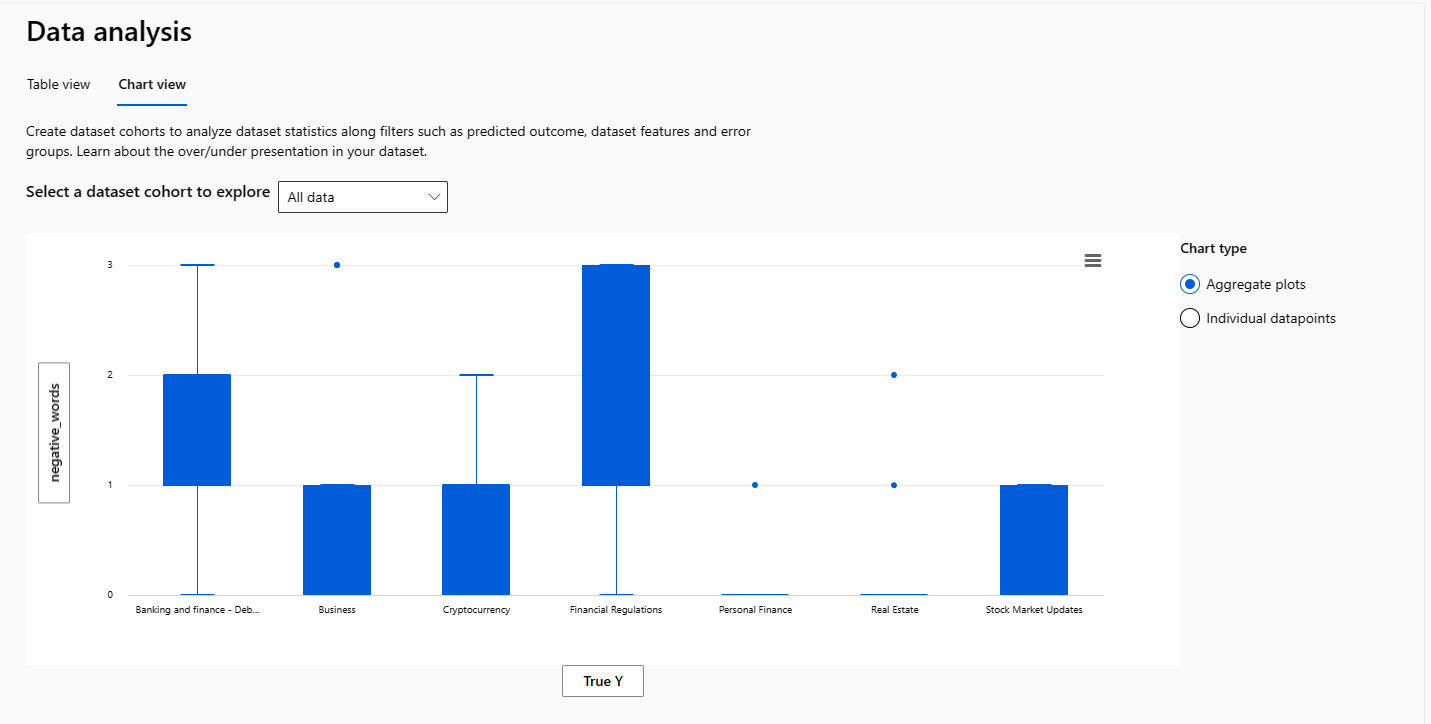 Data analysis
Table view
Chart view
Create dataset cohorts to analyze dataset statistics along filters such as predicted outcome, dataset features and error
groups. Learn about the over/under presentation in your dataset.
Select a dataset cohort to explore
All data
Chart type
Aggregate plots
Individual datapoints
negative_words
3
2
1
0
Banking and finance - Deb...
Business
Cryptocurrency
Financial Regulations
Personal Finance
Real Estate
Stock Market Updates
True Y